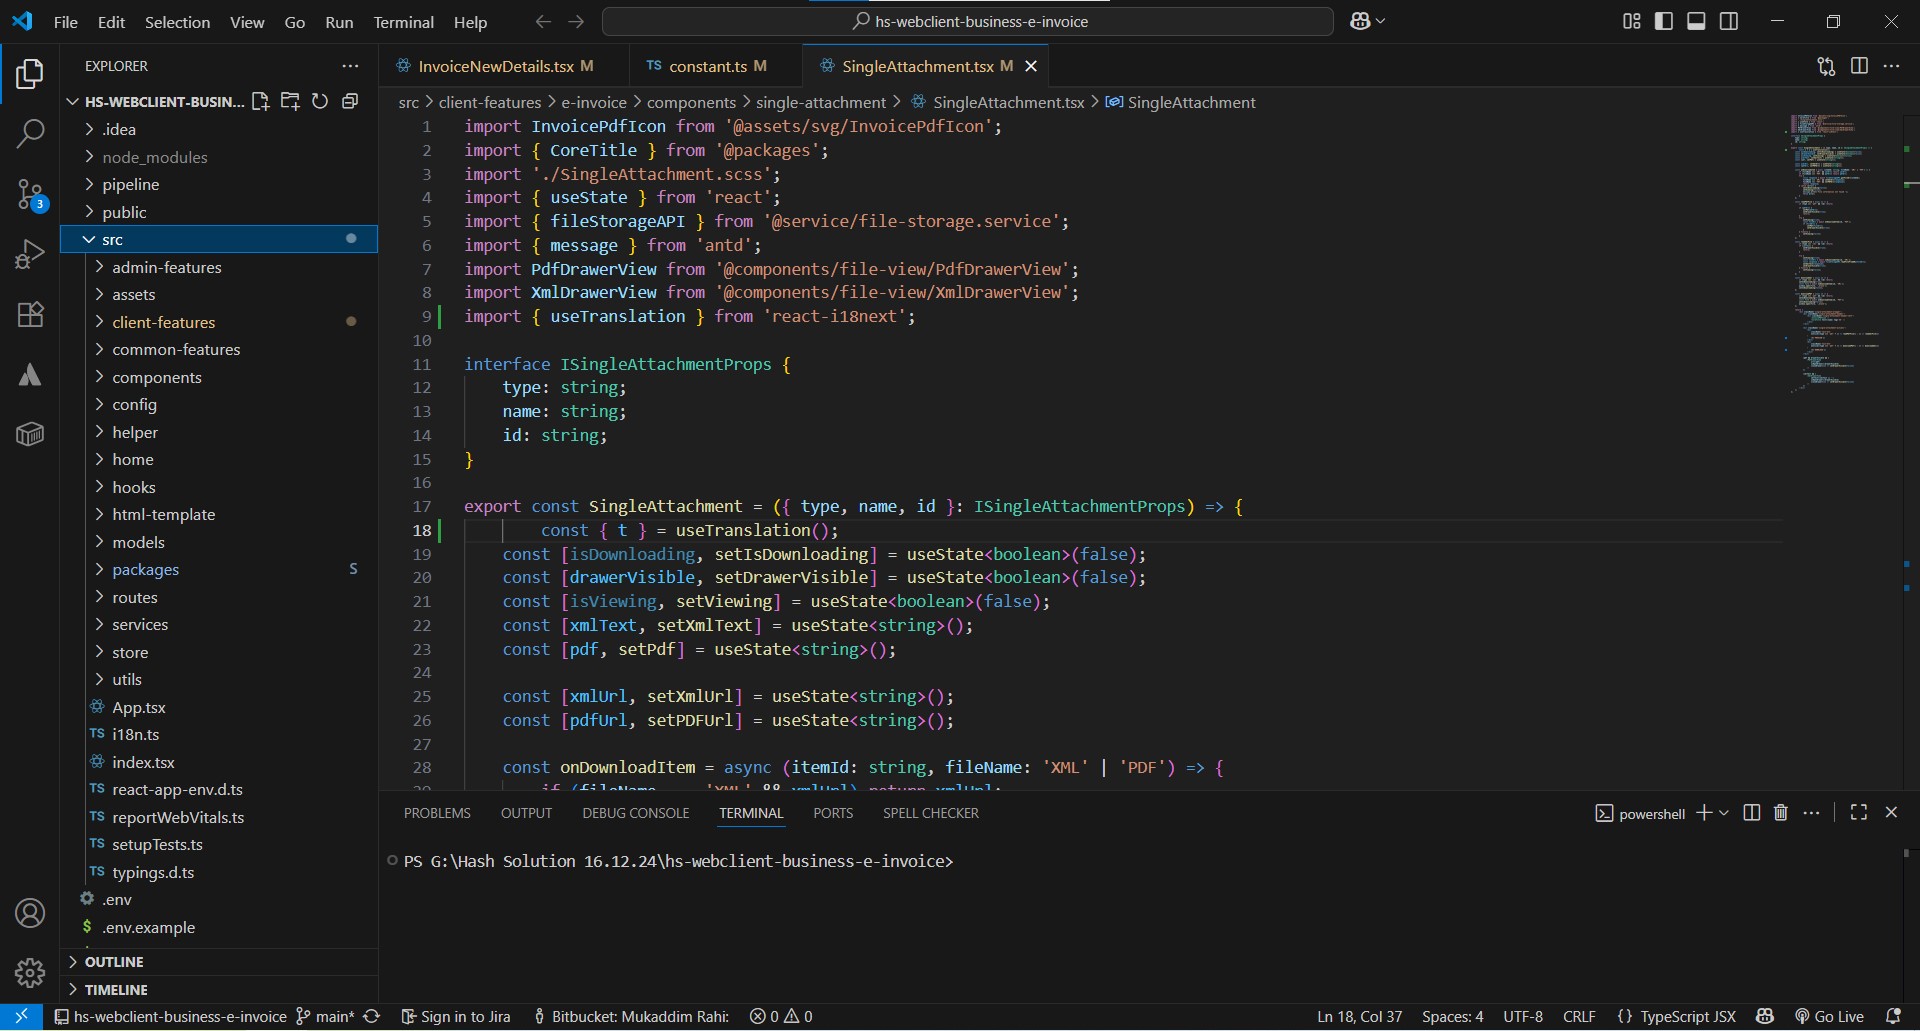 File Edit Selection View Go Run Terminal Help
hs-webclient-business-e-invoice
EXPLORER
HS-WEBCLIENT-BUSIN...
.idea
node_modules
pipeline
public
src
admin-features
assets
client-features
common-features
components
config
helper
home
hooks
html-template
models
packages S
routes
services
store
utils
App.tsx
TS i18n.ts
index.tsx
TS react-app-env.d.ts
TS reportWebVitals.ts
TS setupTests.ts
TS typings.d.ts
.env
$ .env.example
OUTLINE
TIMELINE
3
InvoiceNewDetails.tsx M TS constant.ts M SingleAttachment.tsx M
src > client-features > e-invoice > components > single-attachment > SingleAttachment.tsx > SingleAttachment
1 import InvoicePdfIcon from '@assets/svg/InvoicePdfIcon';
2 import { CoreTitle } from '@packages';
3 import './SingleAttachment.scss';
4 import { useState } from 'react';
5 import { fileStorageAPI } from '@service/file-storage.service';
6 import { message } from 'antd';
7 import PdfDrawerView from '@components/file-view/PdfDrawerView';
8 import XmlDrawerView from '@components/file-view/XmlDrawerView';
9 import { useTranslation } from 'react-i18next';
10
11 interface ISingleAttachmentProps {
12 type: string;
13 name: string;
14 id: string;
15 }
16
17 export const SingleAttachment = ({ type, name, id }: ISingleAttachmentProps) => {
18 const { t } = useTranslation();
19 const [isDownloading, setIsDownloading] = useState<boolean>(false);
20 const [drawerVisible, setDrawerVisible] = useState<boolean>(false);
21 const [isViewing, setViewing] = useState<boolean>(false);
22 const [xmlText, setXmlText] = useState<string>();
23 const [pdf, setPdf] = useState<string>();
24
25 const [xmlUrl, setXmlUrl] = useState<string>();
26 const [pdfUrl, setPDFUrl] = useState<string>();
27
28 const onDownloadItem = async (itemId: string, fileName: 'XML' | 'PDF') => {
PROBLEMS OUTPUT DEBUG CONSOLE TERMINAL PORTS SPELL CHECKER
powershell
PS G:\Hash Solution 16.12.24\hs-webclient-business-e-invoice>
hs-webclient-business-e-invoice main* Sign in to Jira Bitbucket: Mukaddim Rahi: 0 0 Ln 18, Col 37 Spaces: 4 UTF-8 CRLF {} TypeScript JSX Go Live